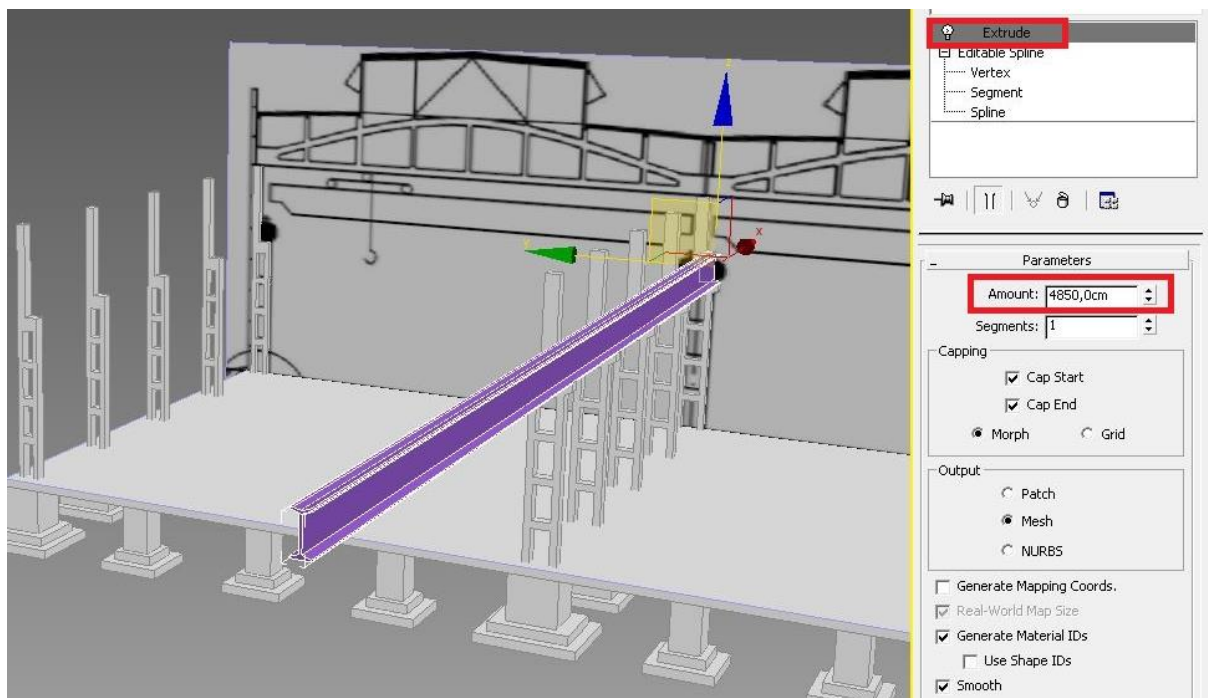 Extrude
Editable Spline
Vertex
Segment
Spline
Parameters
Amount: 4850,0cm
Segments: 1
Capping
Cap Start
Cap End
Morph Grid
Output
Patch
Mesh
NURBS
Generate Mapping Coords.
Real-World Map Size
Generate Material IDs
Use Shape IDs
Smooth
z
x